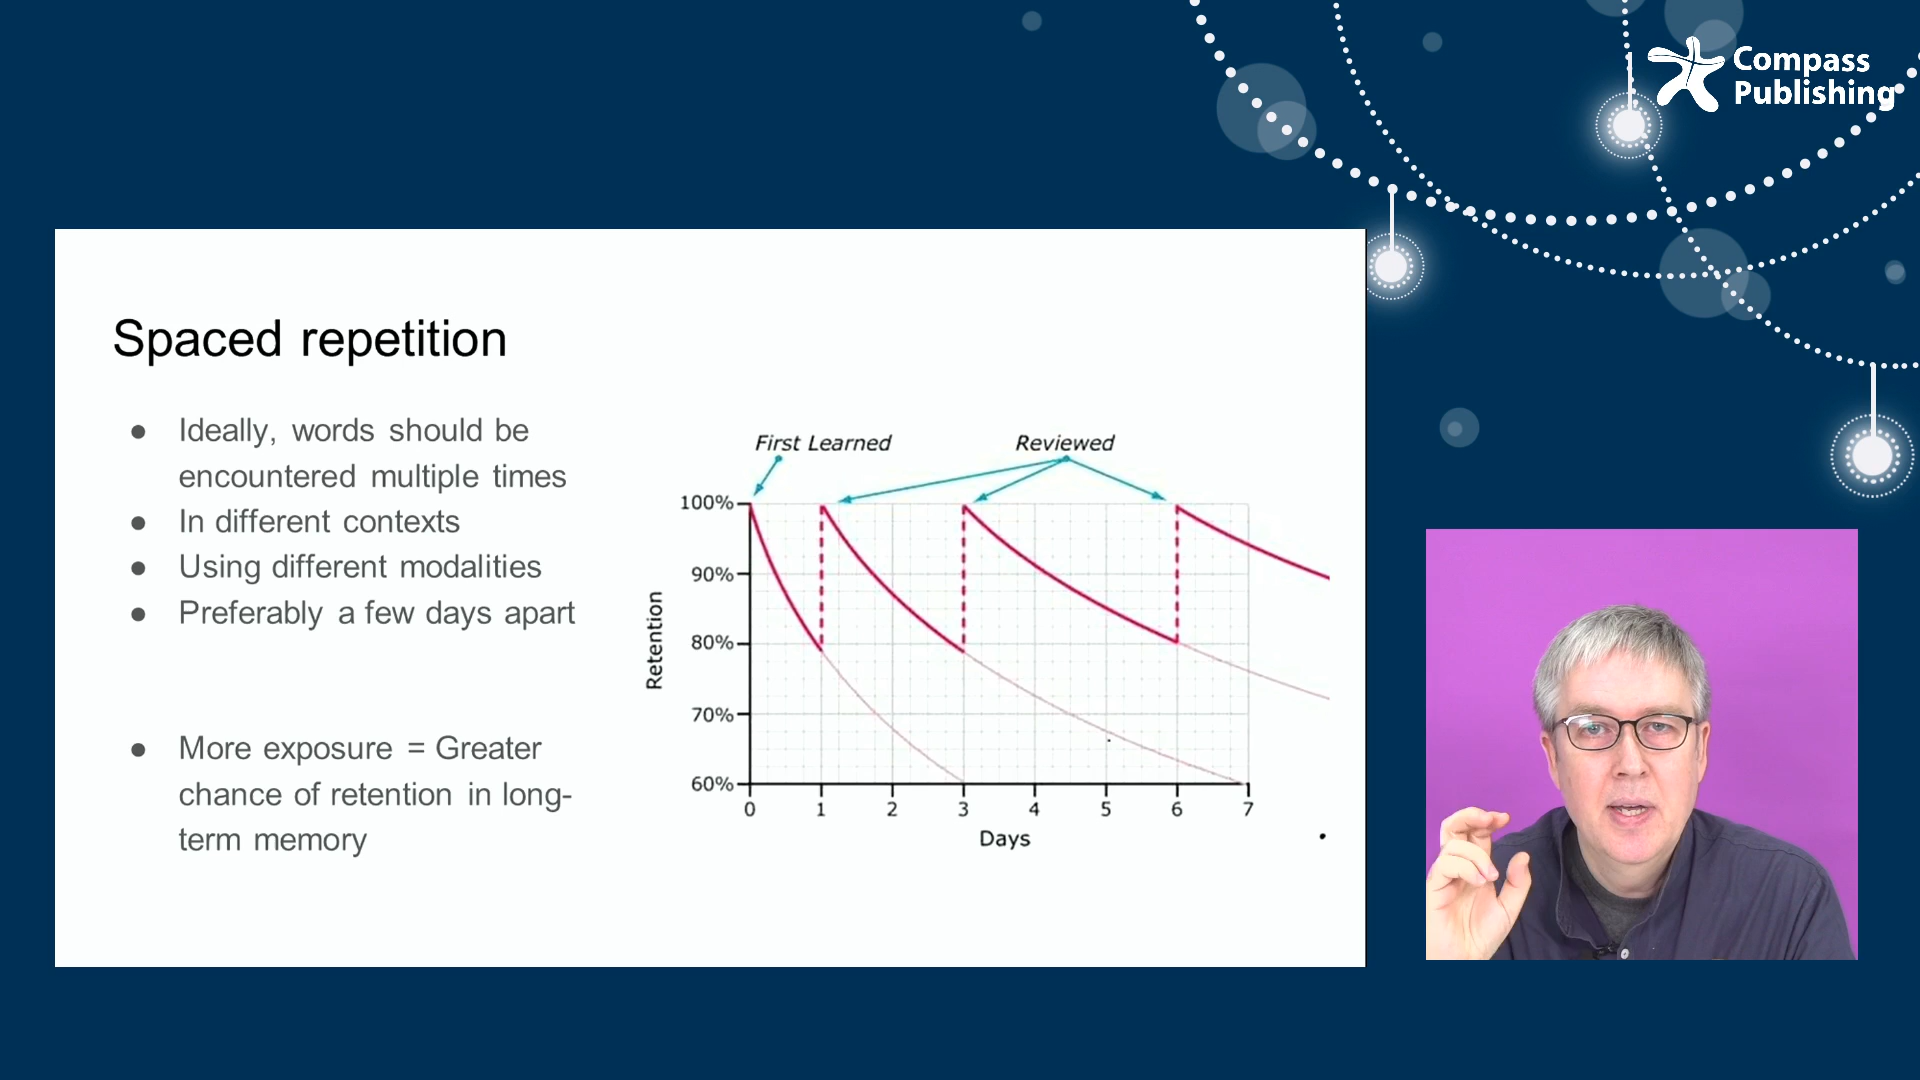 Compass
Publishing
Spaced repetition
● Ideally, words should be
encountered multiple times
● In different contexts
● Using different modalities
● Preferably a few days apart
● More exposure = Greater
chance of retention in long-
term memory
First Learned
Reviewed
100%
90%
80%
70%
60%
Retention
0 1 2 3 4 5 6 7
Days